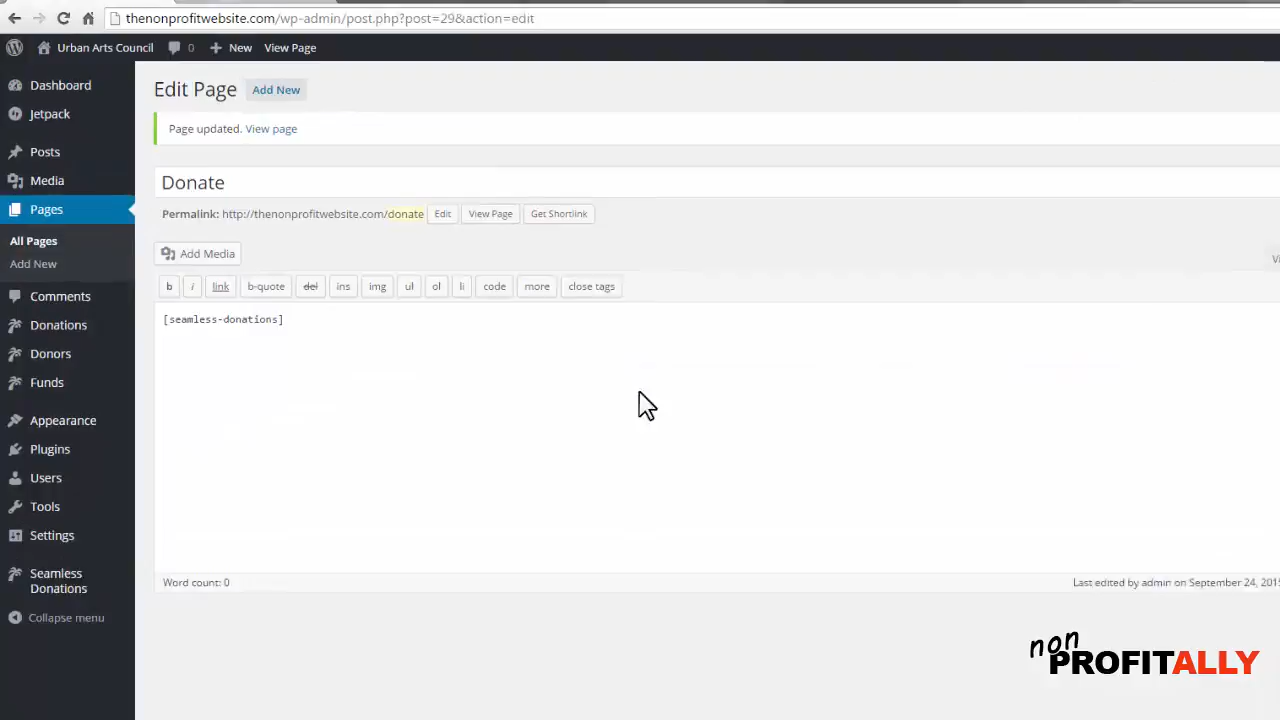 thenonprofitwebsite.com/wp-admin/post.php?post=29&action=edit
Urban Arts Council 0 New View Page
Dashboard
Jetpack
Posts
Media
Pages
All Pages
Add New
Comments
Donations
Donors
Funds
Appearance
Plugins
Users
Tools
Settings
Seamless
Donations
Collapse menu
Edit Page Add New
Page updated. View page
Donate
Permalink: http://thenonprofitwebsite.com/donate Edit View Page Get Shortlink
Add Media
b i link b-quote del ins img ul ol li code more close tags
[seamless-donations]
Word count: 0 Last edited by admin on September 24, 2015
non
PROFITALLY